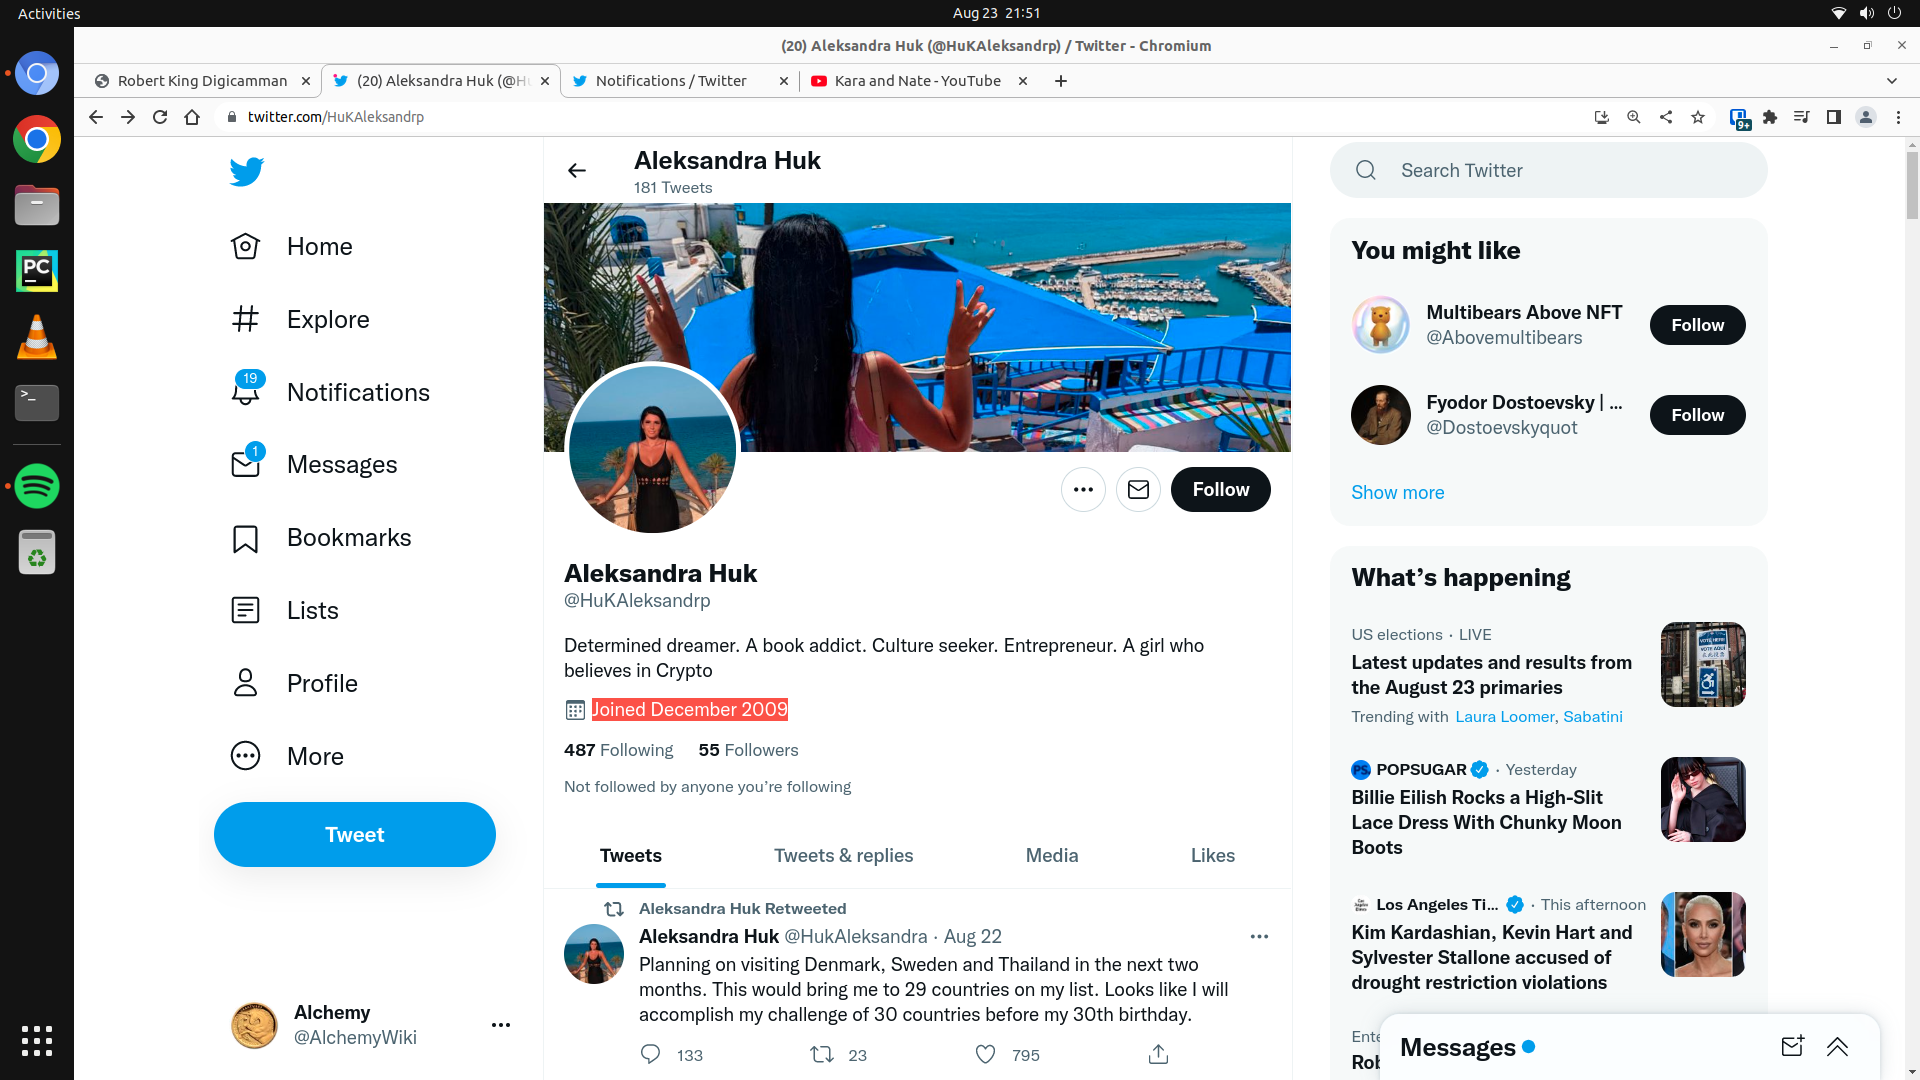 Activities
Aug 23 21:51
(20) Aleksandra Huk (@HuKAleksandrp) / Twitter - Chromium
Robert King Digicamman
(20) Aleksandra Huk (@Hu
Notifications / Twitter
Kara and Nate - YouTube
twitter.com/HuKAleksandrp
9+
Home
Explore
19
Notifications
1
Messages
Bookmarks
Lists
Profile
More
Tweet
Alchemy
@AlchemyWiki
PC
>_
Aleksandra Huk
181 Tweets
Follow
Aleksandra Huk
@HuKAleksandrp
Determined dreamer. A book addict. Culture seeker. Entrepreneur. A girl who
believes in Crypto
Joined December 2009
487 Following 55 Followers
Not followed by anyone you’re following
Tweets
Tweets & replies
Media
Likes
Aleksandra Huk Retweeted
Aleksandra Huk @HukAleksandra · Aug 22
Planning on visiting Denmark, Sweden and Thailand in the next two
months. This would bring me to 29 countries on my list. Looks like I will
accomplish my challenge of 30 countries before my 30th birthday.
133
23
795
Search Twitter
You might like
Multibears Above NFT
@Abovemultibears
Follow
Fyodor Dostoevsky | ...
@Dostoevskyquot
Follow
Show more
What’s happening
US elections · LIVE
Latest updates and results from
the August 23 primaries
Trending with Laura Loomer, Sabatini
VOTE HERE
VOTE AQUÍ
PS.
POPSUGAR · Yesterday
Billie Eilish Rocks a High-Slit
Lace Dress With Chunky Moon
Boots
Los Angeles Ti... · This afternoon
Kim Kardashian, Kevin Hart and
Sylvester Stallone accused of
drought restriction violations
Ente
Rob
Messages